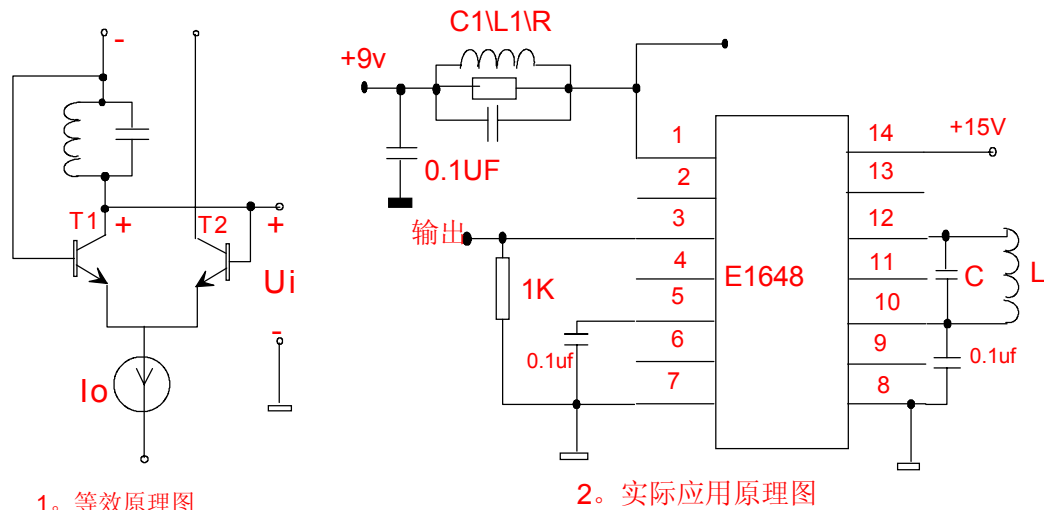 -
+
T1
+
T2
+
Ui
-
Io
1。等效原理图
C1\L1\R
+9v
0.1UF
输出
1K
0.1uf
1
2
3
4
5
6
7
E1648
14
13
12
11
10
9
8
+15V
C
L
0.1uf
2。实际应用原理图